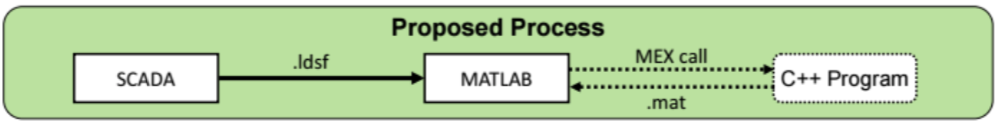 Proposed Process
SCADA
.ldsf
MATLAB
MEX call
.mat
C++ Program